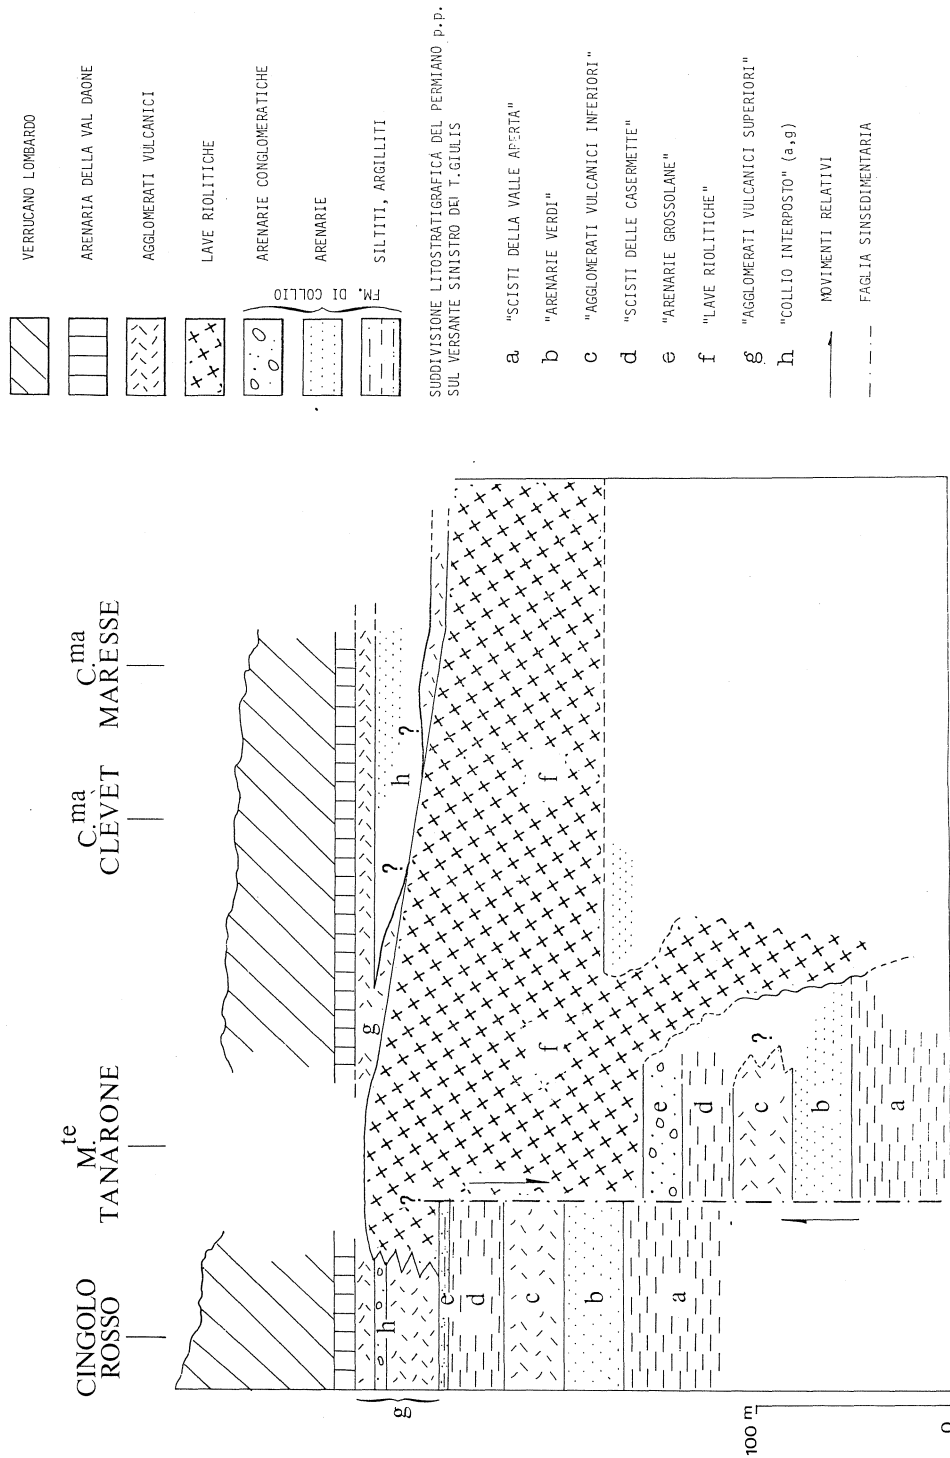 CINGOLO
ROSSO
M.te
TANARONE
C.ma
CLEVÈT
C.ma
MARESSE
g
h
e
d
c
b
a
?
f
e
d
c
b
a
?
g
f
?
h
?
100 m
0
VERRUCANO LOMBARDO
ARENARIA DELLA VAL DAONE
AGGLOMERATI VULCANICI
LAVE RIOLITICHE
ARENARIE CONGLOMERATICHE
ARENARIE
SILTITI, ARGILLITI
FM. DI COLLIO
SUDDIVISIONE LITOSTRATIGRAFICA DEL PERMIANO p.p.
SUL VERSANTE SINISTRO DEL T.GIULIS
a "SCISTI DELLA VALLE APERTA"
b "ARENARIE VERDI"
c "AGGLOMERATI VULCANICI INFERIORI"
d "SCISTI DELLE CASERMETTE"
e "ARENARIE GROSSOLANE"
f "LAVE RIOLITICHE"
g "AGGLOMERATI VULCANICI SUPERIORI"
h "COLLIO INTERPOSTO" (a,g)
MOVIMENTI RELATIVI
FAGLIA SINSEDIMENTARIA